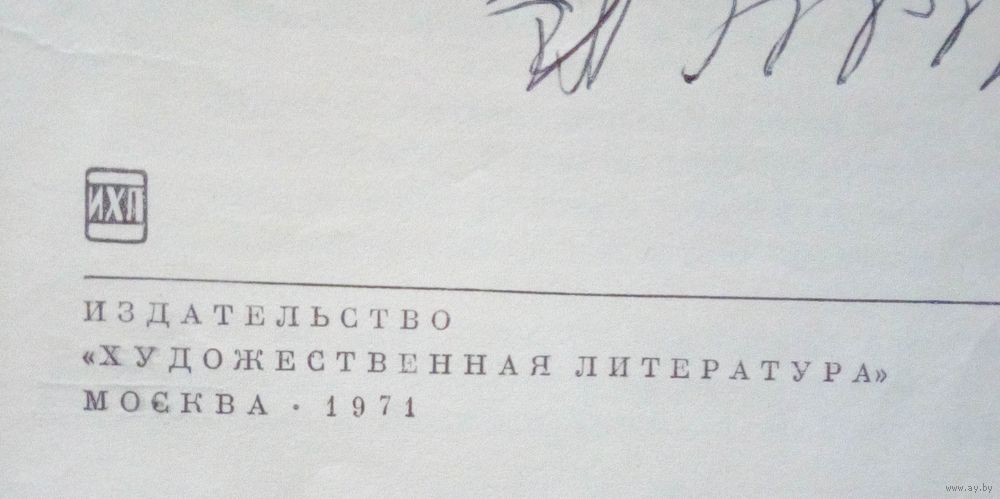 ИХЛ
ИЗДАТЕЛЬСТВО
«ХУДОЖЕСТВЕННАЯ ЛИТЕРАТУРА»
МОСКВА · 1971
www.ay.by